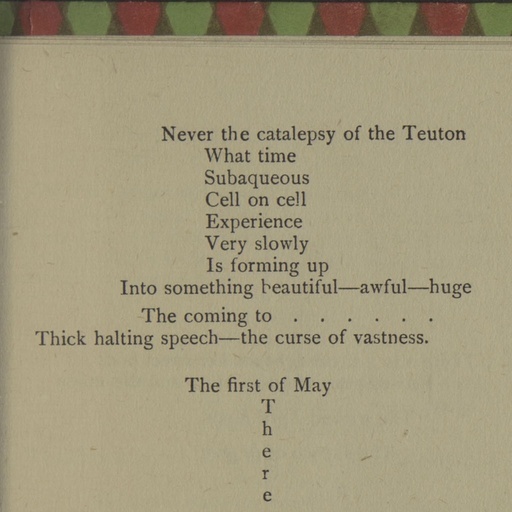 Never the catalepsy of the Teuton
What time
Subaqueous
Cell on cell
Experience
Very slowly
Is forming up
Into something beautiful—awful—huge
The coming to . . . . . .
Thick halting speech—the curse of vastness.
The first of May
T
h
e
r
e